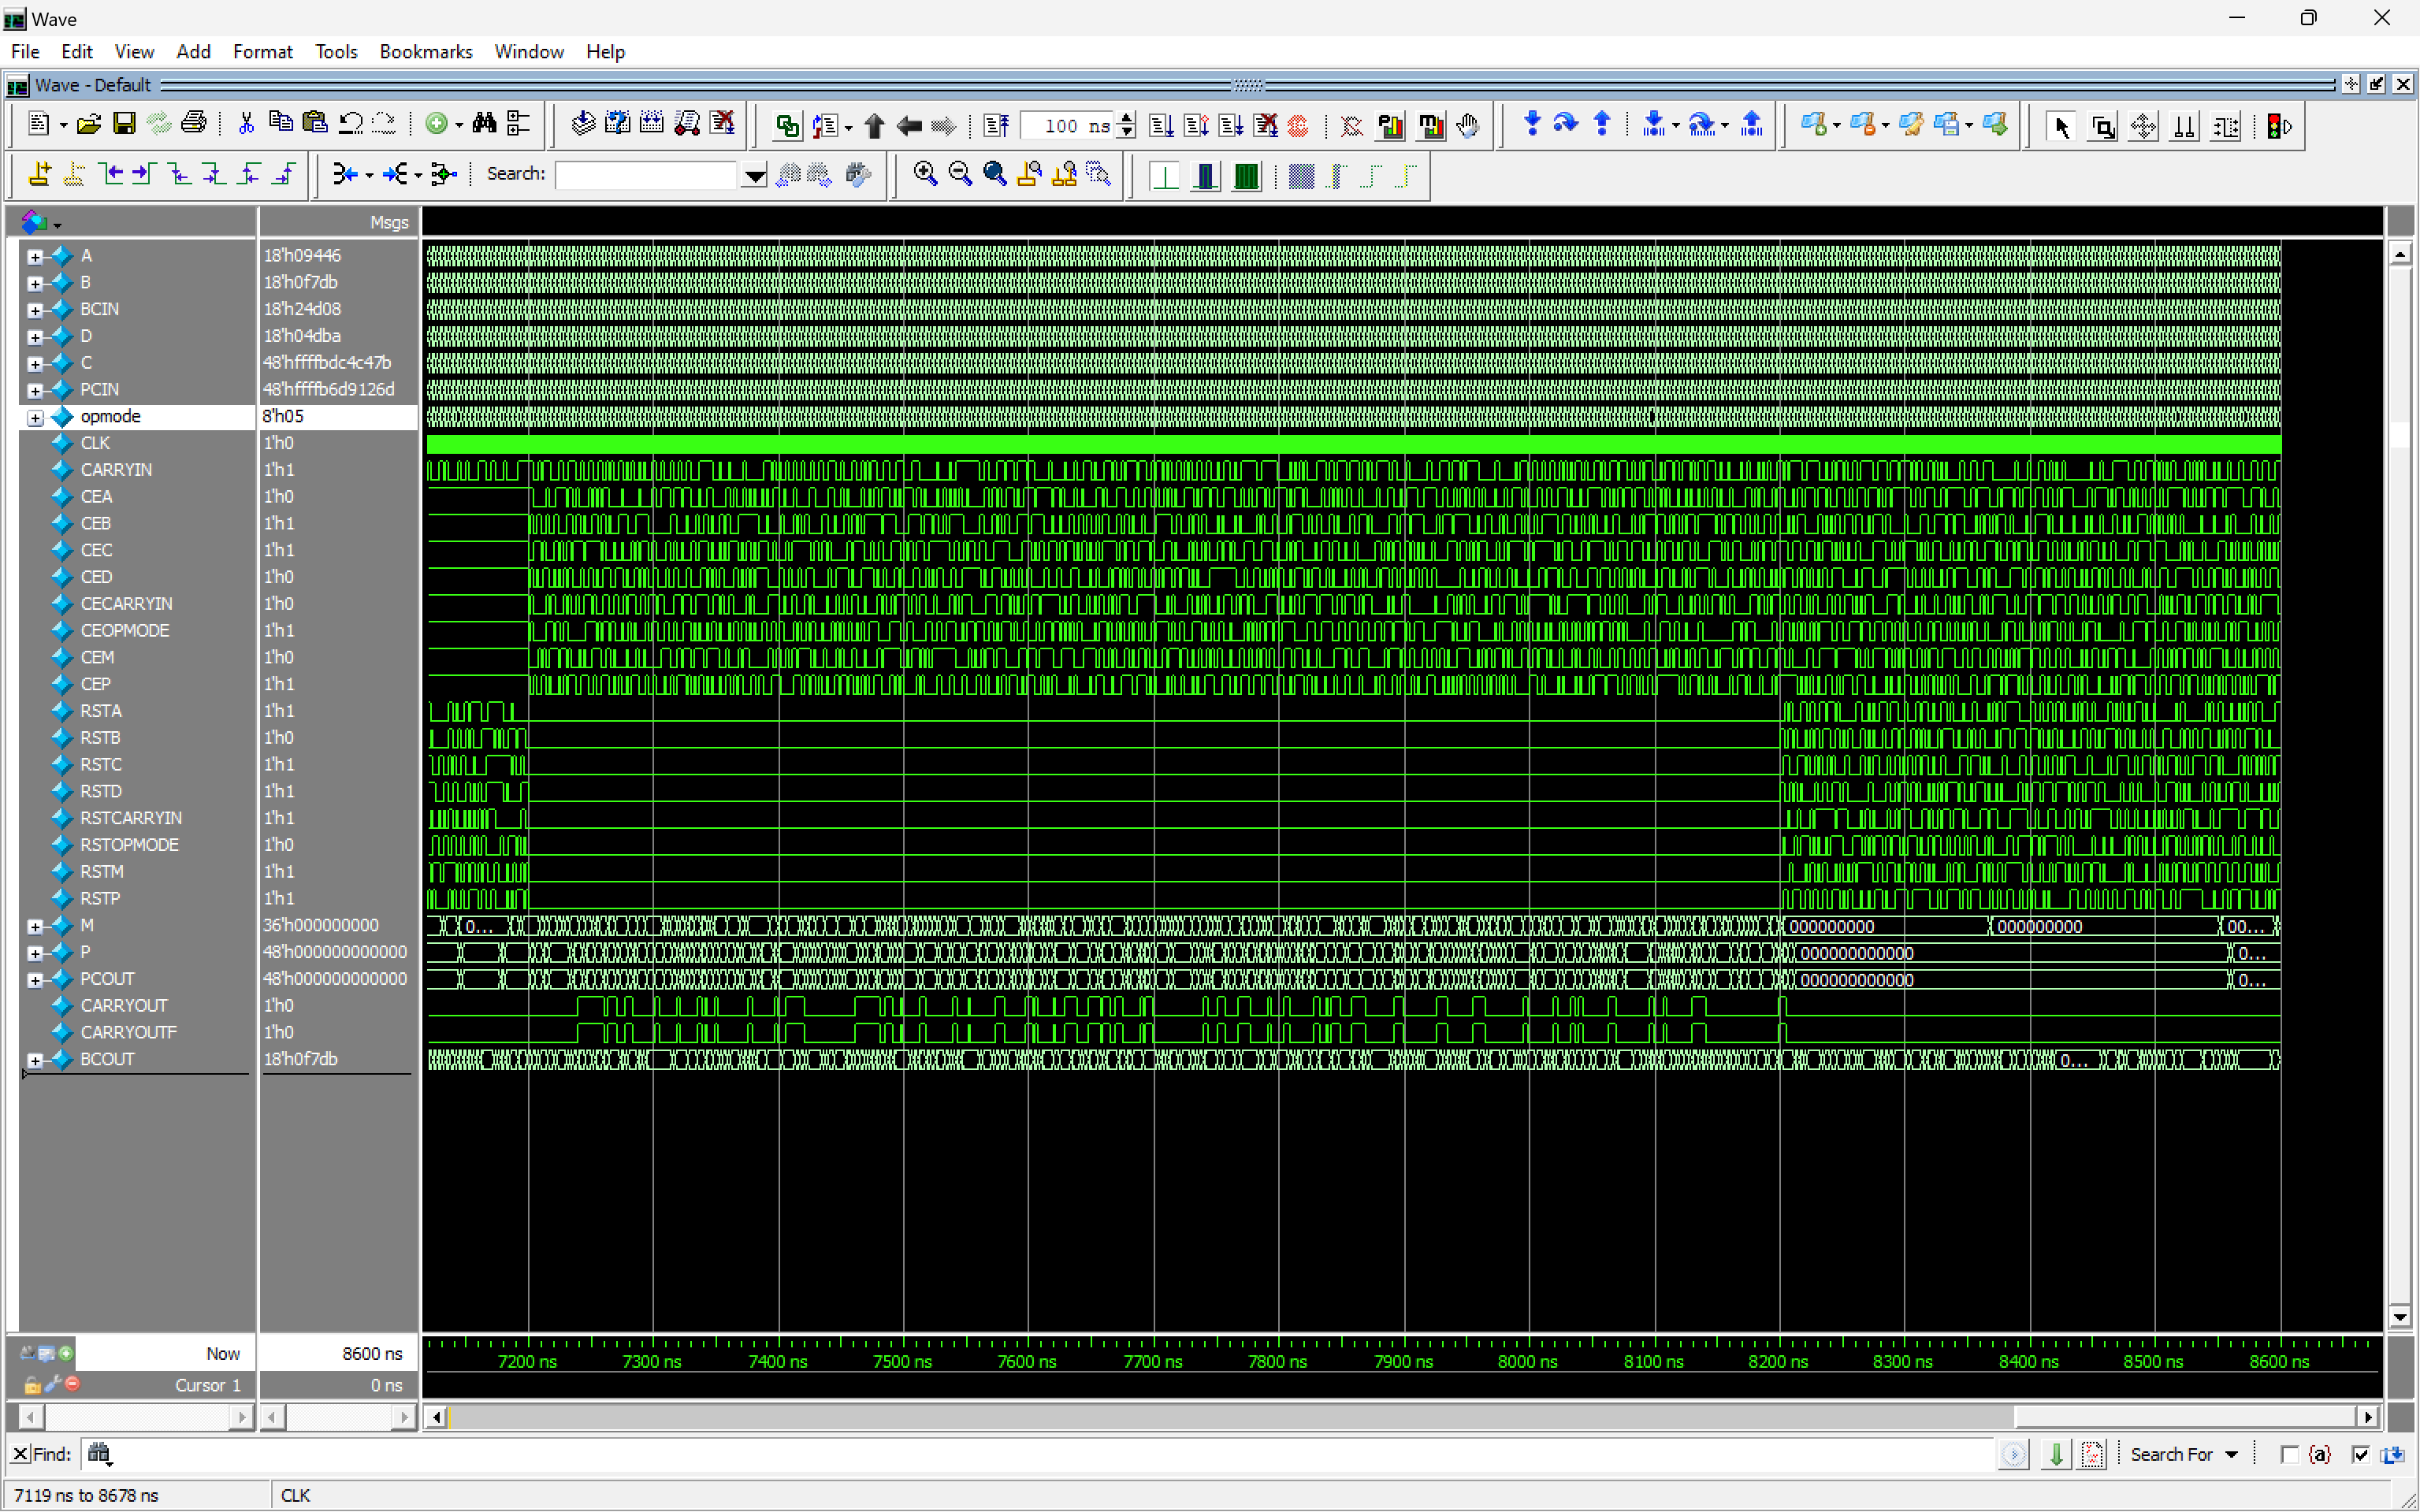 Wave
File Edit View Add Format Tools Bookmarks Window Help
Wave - Default
100 ns
Search:
Msgs
A 18'h09446
B 18'h0f7db
BCIN 18'h24d08
D 18'h04dba
C 48'hffffbdc4c47b
PCIN 48'hffffb6d9126d
opmode 8'h05
CLK 1'h0
CARRYIN 1'h1
CEA 1'h0
CEB 1'h1
CEC 1'h1
CED 1'h0
CECARRYIN 1'h0
CEOPMODE 1'h1
CEM 1'h0
CEP 1'h1
RSTA 1'h1
RSTB 1'h0
RSTC 1'h1
RSTD 1'h1
RSTCARRYIN 1'h1
RSTOPMODE 1'h0
RSTM 1'h1
RSTP 1'h1
M 36'h000000000 0... 000000000 000000000 00...
P 48'h000000000000 000000000000 0...
PCOUT 48'h000000000000 000000000000 0...
CARRYOUT 1'h0
CARRYOUTF 1'h0
BCOUT 18'h0f7db 0...
Now 8600 ns
7200 ns 7300 ns 7400 ns 7500 ns 7600 ns 7700 ns 7800 ns 7900 ns 8000 ns 8100 ns 8200 ns 8300 ns 8400 ns 8500 ns 8600 ns
Cursor 1 0 ns
Find: Search For {a}
7119 ns to 8678 ns CLK